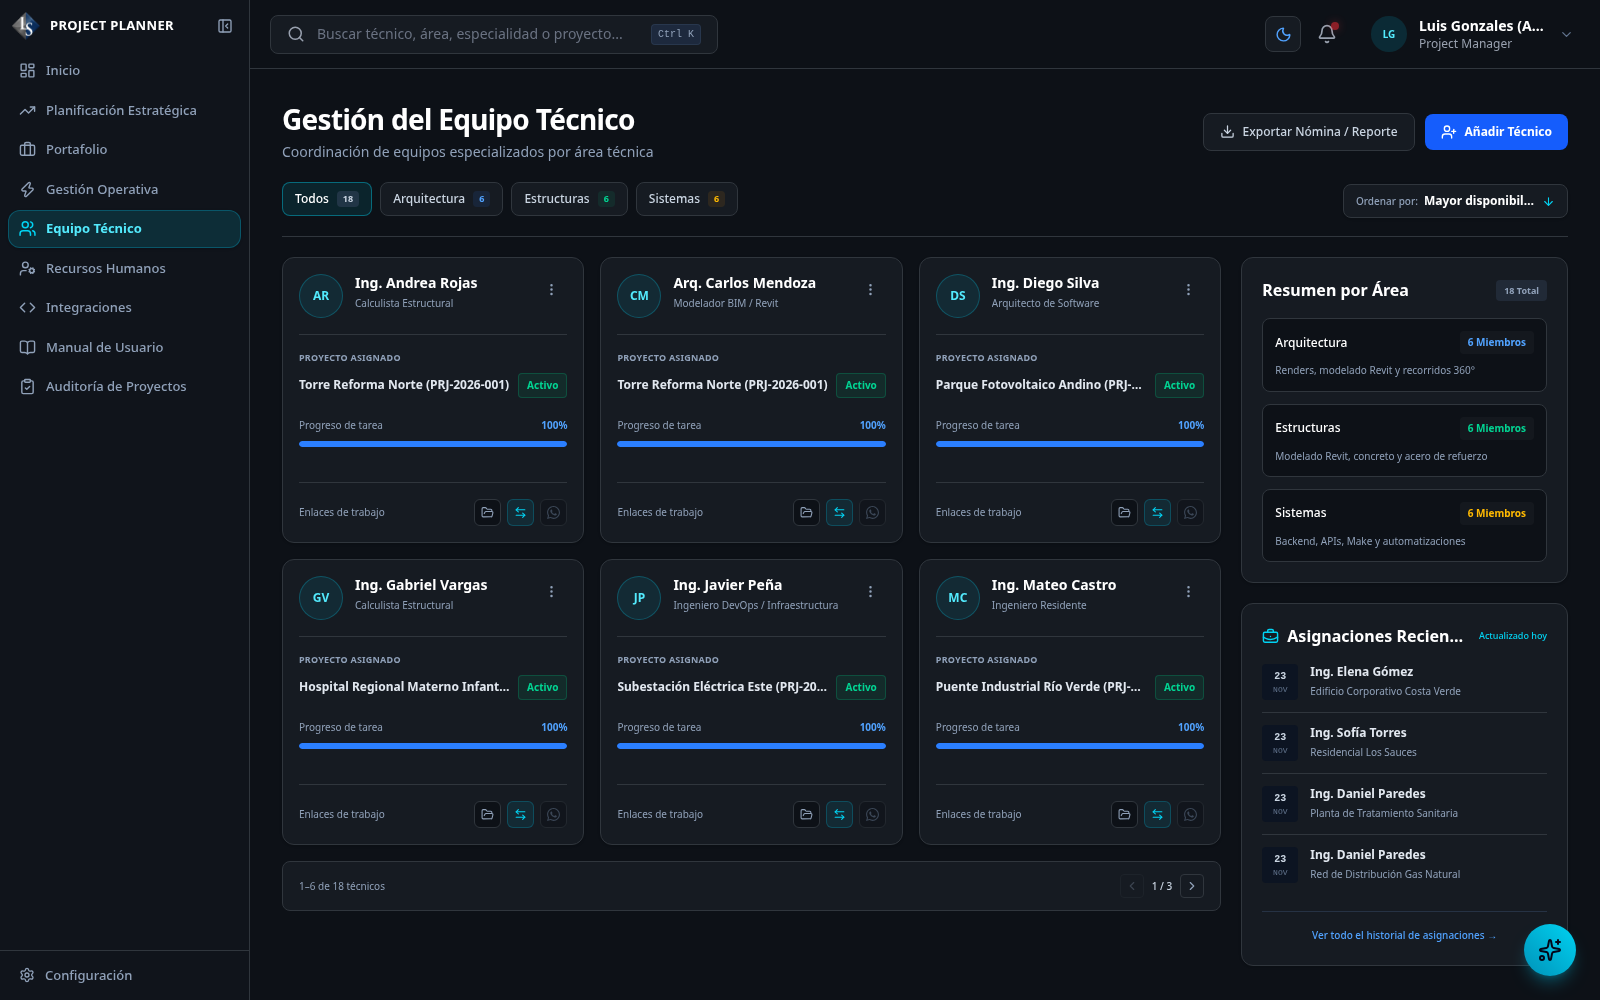 PROJECT PLANNER
Inicio
Planificación Estratégica
Portafolio
Gestión Operativa
Equipo Técnico
Recursos Humanos
Integraciones
Manual de Usuario
Auditoría de Proyectos
Configuración
Buscar técnico, área, especialidad o proyecto...
Ctrl K
LG
Luis Gonzales (A...
Project Manager
Gestión del Equipo Técnico
Coordinación de equipos especializados por área técnica
Exportar Nómina / Reporte
Añadir Técnico
Todos 18
Arquitectura 6
Estructuras 6
Sistemas 6
Ordenar por: Mayor disponibil...
AR
Ing. Andrea Rojas
Calculista Estructural
PROYECTO ASIGNADO
Torre Reforma Norte (PRJ-2026-001) Activo
Progreso de tarea 100%
Enlaces de trabajo
CM
Arq. Carlos Mendoza
Modelador BIM / Revit
PROYECTO ASIGNADO
Torre Reforma Norte (PRJ-2026-001) Activo
Progreso de tarea 100%
Enlaces de trabajo
DS
Ing. Diego Silva
Arquitecto de Software
PROYECTO ASIGNADO
Parque Fotovoltaico Andino (PRJ-... Activo
Progreso de tarea 100%
Enlaces de trabajo
GV
Ing. Gabriel Vargas
Calculista Estructural
PROYECTO ASIGNADO
Hospital Regional Materno Infant... Activo
Progreso de tarea 100%
Enlaces de trabajo
JP
Ing. Javier Peña
Ingeniero DevOps / Infraestructura
PROYECTO ASIGNADO
Subestación Eléctrica Este (PRJ-20... Activo
Progreso de tarea 100%
Enlaces de trabajo
MC
Ing. Mateo Castro
Ingeniero Residente
PROYECTO ASIGNADO
Puente Industrial Río Verde (PRJ-... Activo
Progreso de tarea 100%
Enlaces de trabajo
1–6 de 18 técnicos
1 / 3
Resumen por Área
18 Total
Arquitectura
6 Miembros
Renders, modelado Revit y recorridos 360°
Estructuras
6 Miembros
Modelado Revit, concreto y acero de refuerzo
Sistemas
6 Miembros
Backend, APIs, Make y automatizaciones
Asignaciones Recien...
Actualizado hoy
23 NOV
Ing. Elena Gómez
Edificio Corporativo Costa Verde
23 NOV
Ing. Sofía Torres
Residencial Los Sauces
23 NOV
Ing. Daniel Paredes
Planta de Tratamiento Sanitaria
23 NOV
Ing. Daniel Paredes
Red de Distribución Gas Natural
Ver todo el historial de asignaciones →